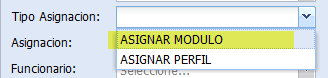 Tipo Asignacion:
Asignacion: ASIGNAR MODULO
ASIGNAR PERFIL
Funcionario: Seleccione...